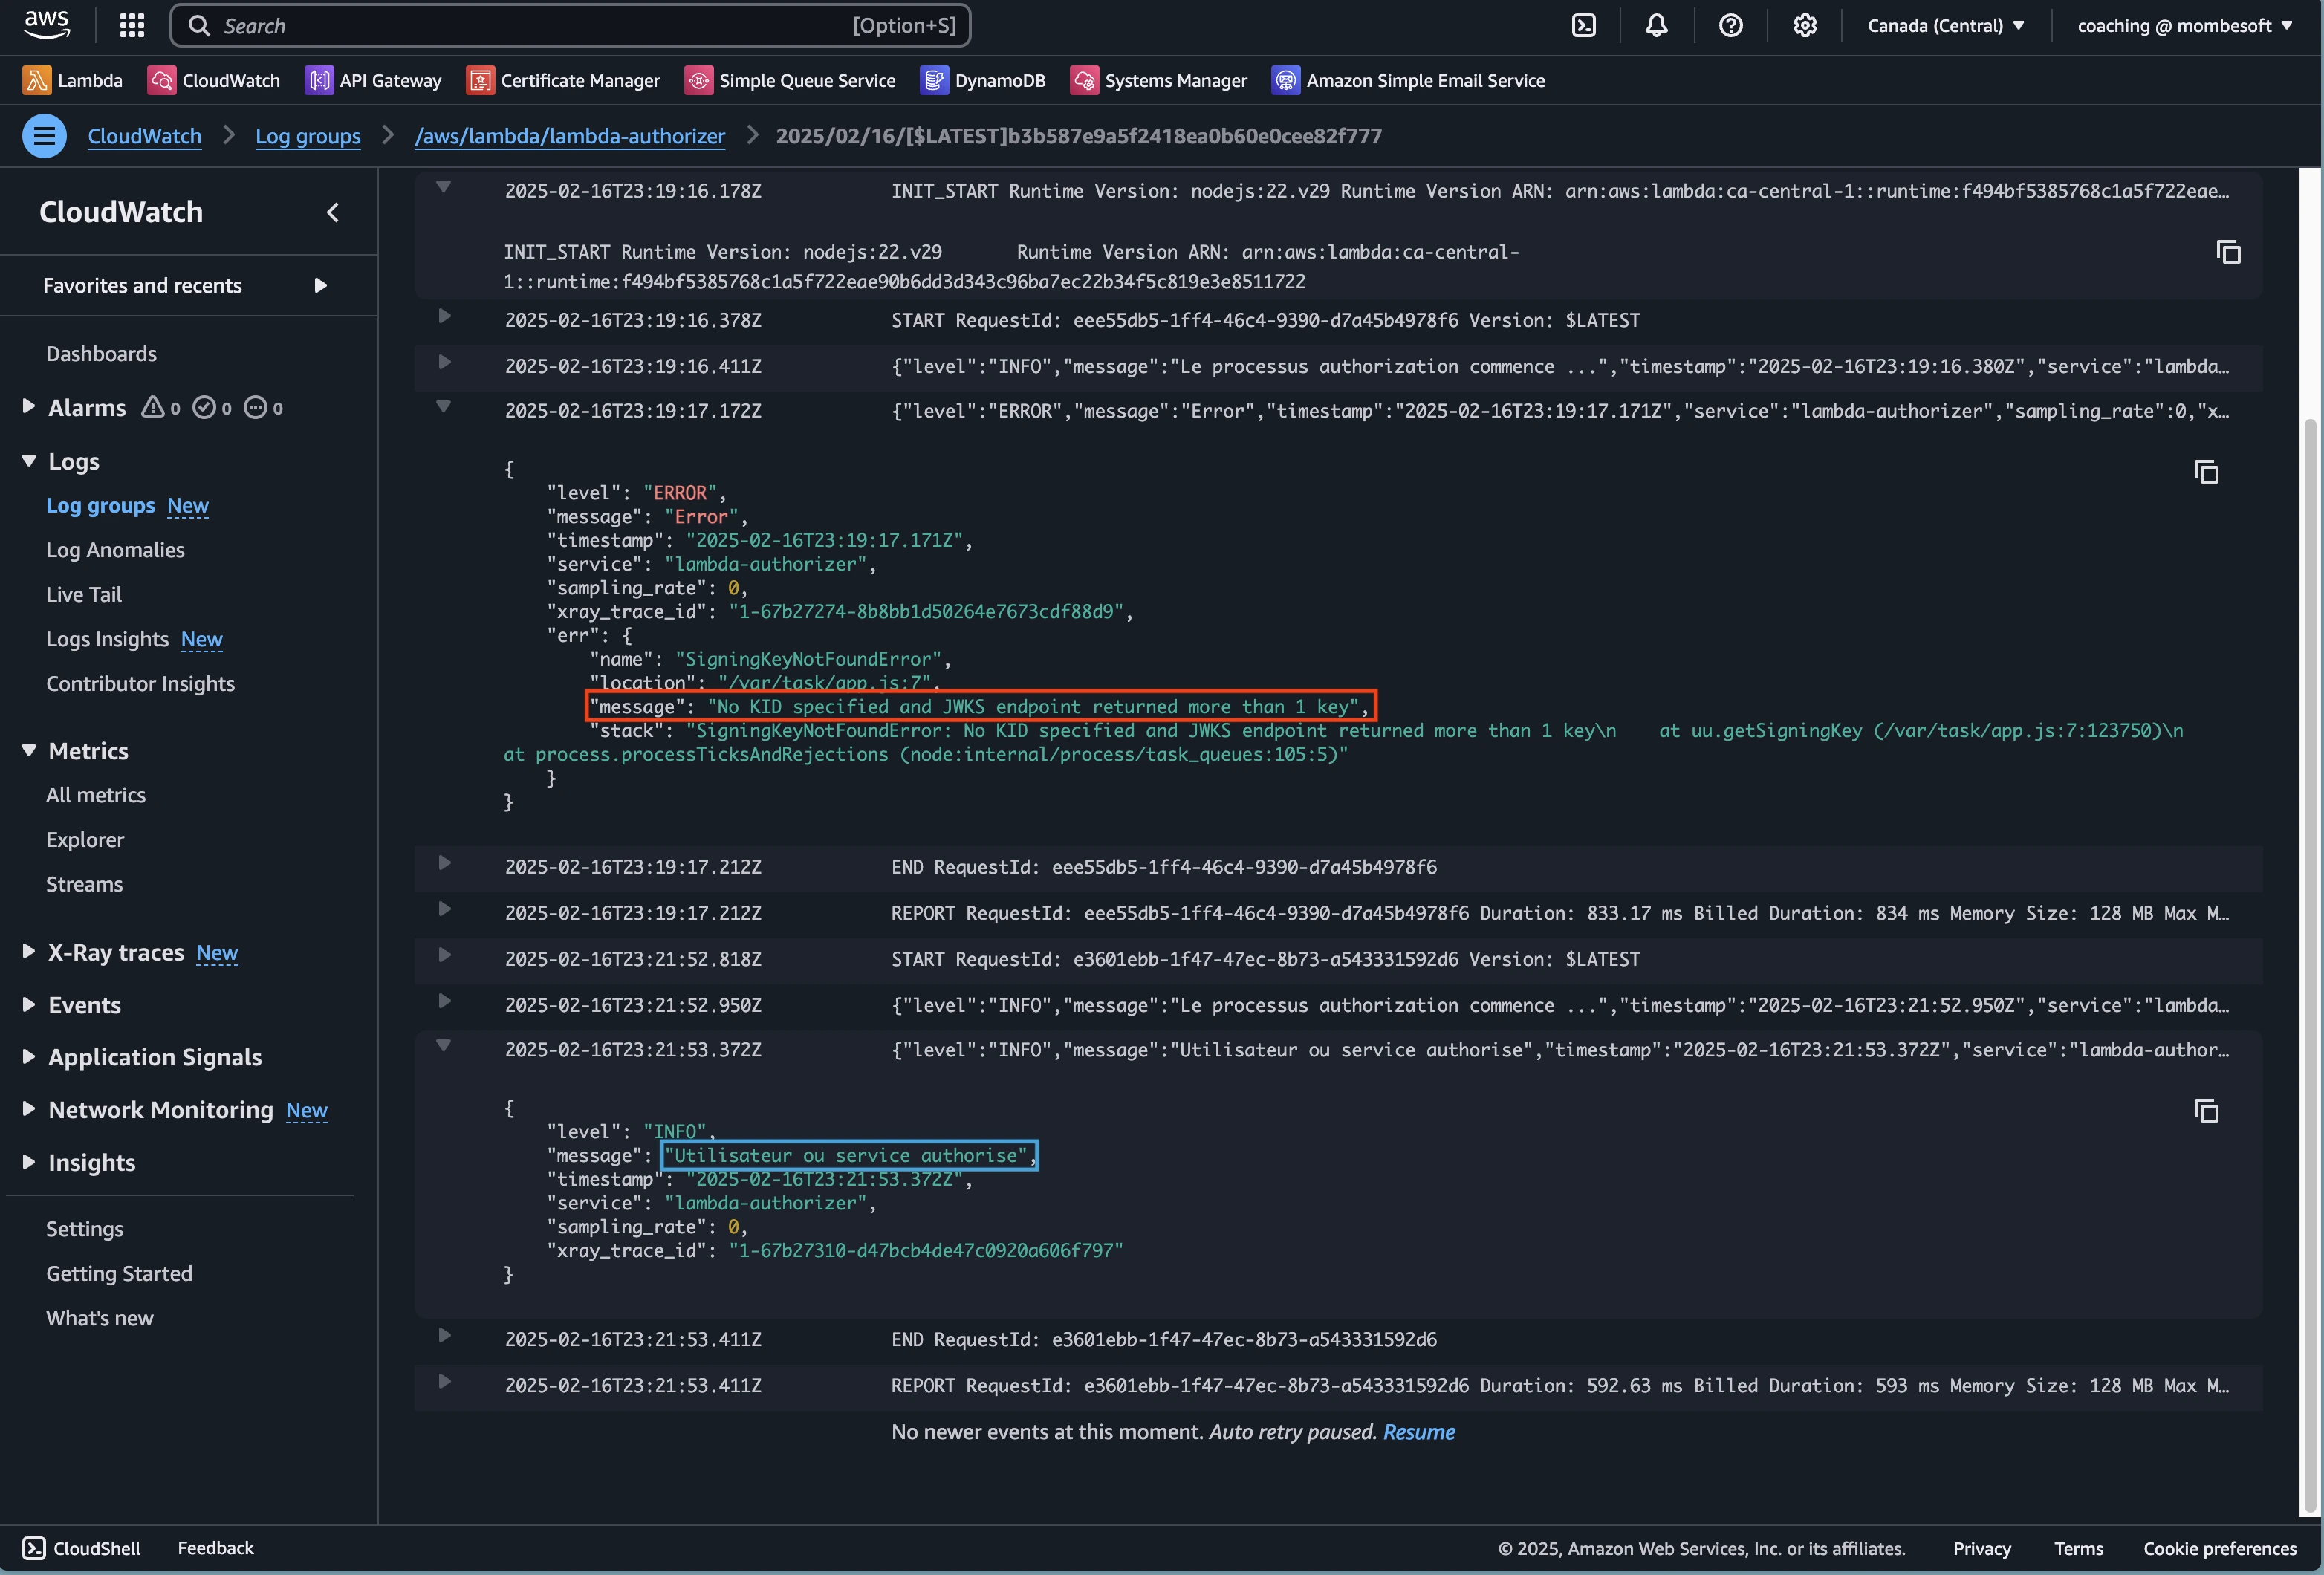 aws
Search [Option+S] Canada (Central) coaching @ mombesoft
Lambda CloudWatch API Gateway Certificate Manager Simple Queue Service DynamoDB Systems Manager Amazon Simple Email Service
CloudWatch > Log groups > /aws/lambda/lambda-authorizer > 2025/02/16/[$LATEST]b3b587e9a5f2418ea0b60e0cee82f777
CloudWatch
Favorites and recents
Dashboards
Alarms 0 0 0
Logs
Log groups New
Log Anomalies
Live Tail
Logs Insights New
Contributor Insights
Metrics
All metrics
Explorer
Streams
X-Ray traces New
Events
Application Signals
Network Monitoring New
Insights
Settings
Getting Started
What's new
2025-02-16T23:19:16.178Z INIT_START Runtime Version: nodejs:22.v29 Runtime Version ARN: arn:aws:lambda:ca-central-1::runtime:f494bf5385768c1a5f722eae…
INIT_START Runtime Version: nodejs:22.v29 Runtime Version ARN: arn:aws:lambda:ca-central-
1::runtime:f494bf5385768c1a5f722eae90b6dd3d343c96ba7ec22b34f5c819e3e8511722
2025-02-16T23:19:16.378Z START RequestId: eee55db5-1ff4-46c4-9390-d7a45b4978f6 Version: $LATEST
2025-02-16T23:19:16.411Z {"level":"INFO","message":"Le processus authorization commence ...","timestamp":"2025-02-16T23:19:16.380Z","service":"lambda…
2025-02-16T23:19:17.172Z {"level":"ERROR","message":"Error","timestamp":"2025-02-16T23:19:17.171Z","service":"lambda-authorizer","sampling_rate":0,"x…
{
"level": "ERROR",
"message": "Error",
"timestamp": "2025-02-16T23:19:17.171Z",
"service": "lambda-authorizer",
"sampling_rate": 0,
"xray_trace_id": "1-67b27274-8b8bb1d50264e7673cdf88d9",
"err": {
"name": "SigningKeyNotFoundError",
"location": "/var/task/app.js:7",
"message": "No KID specified and JWKS endpoint returned more than 1 key",
"stack": "SigningKeyNotFoundError: No KID specified and JWKS endpoint returned more than 1 key\n at uu.getSigningKey (/var/task/app.js:7:123750)\n
at process.processTicksAndRejections (node:internal/process/task_queues:105:5)"
}
}
2025-02-16T23:19:17.212Z END RequestId: eee55db5-1ff4-46c4-9390-d7a45b4978f6
2025-02-16T23:19:17.212Z REPORT RequestId: eee55db5-1ff4-46c4-9390-d7a45b4978f6 Duration: 833.17 ms Billed Duration: 834 ms Memory Size: 128 MB Max M…
2025-02-16T23:21:52.818Z START RequestId: e3601ebb-1f47-47ec-8b73-a543331592d6 Version: $LATEST
2025-02-16T23:21:52.950Z {"level":"INFO","message":"Le processus authorization commence ...","timestamp":"2025-02-16T23:21:52.950Z","service":"lambda…
2025-02-16T23:21:53.372Z {"level":"INFO","message":"Utilisateur ou service authorise","timestamp":"2025-02-16T23:21:53.372Z","service":"lambda-author…
{
"level": "INFO",
"message": "Utilisateur ou service authorise",
"timestamp": "2025-02-16T23:21:53.372Z",
"service": "lambda-authorizer",
"sampling_rate": 0,
"xray_trace_id": "1-67b27310-d47bcb4de47c0920a606f797"
}
2025-02-16T23:21:53.411Z END RequestId: e3601ebb-1f47-47ec-8b73-a543331592d6
2025-02-16T23:21:53.411Z REPORT RequestId: e3601ebb-1f47-47ec-8b73-a543331592d6 Duration: 592.63 ms Billed Duration: 593 ms Memory Size: 128 MB Max M…
No newer events at this moment. Auto retry paused. Resume
CloudShell Feedback © 2025, Amazon Web Services, Inc. or its affiliates. Privacy Terms Cookie preferences